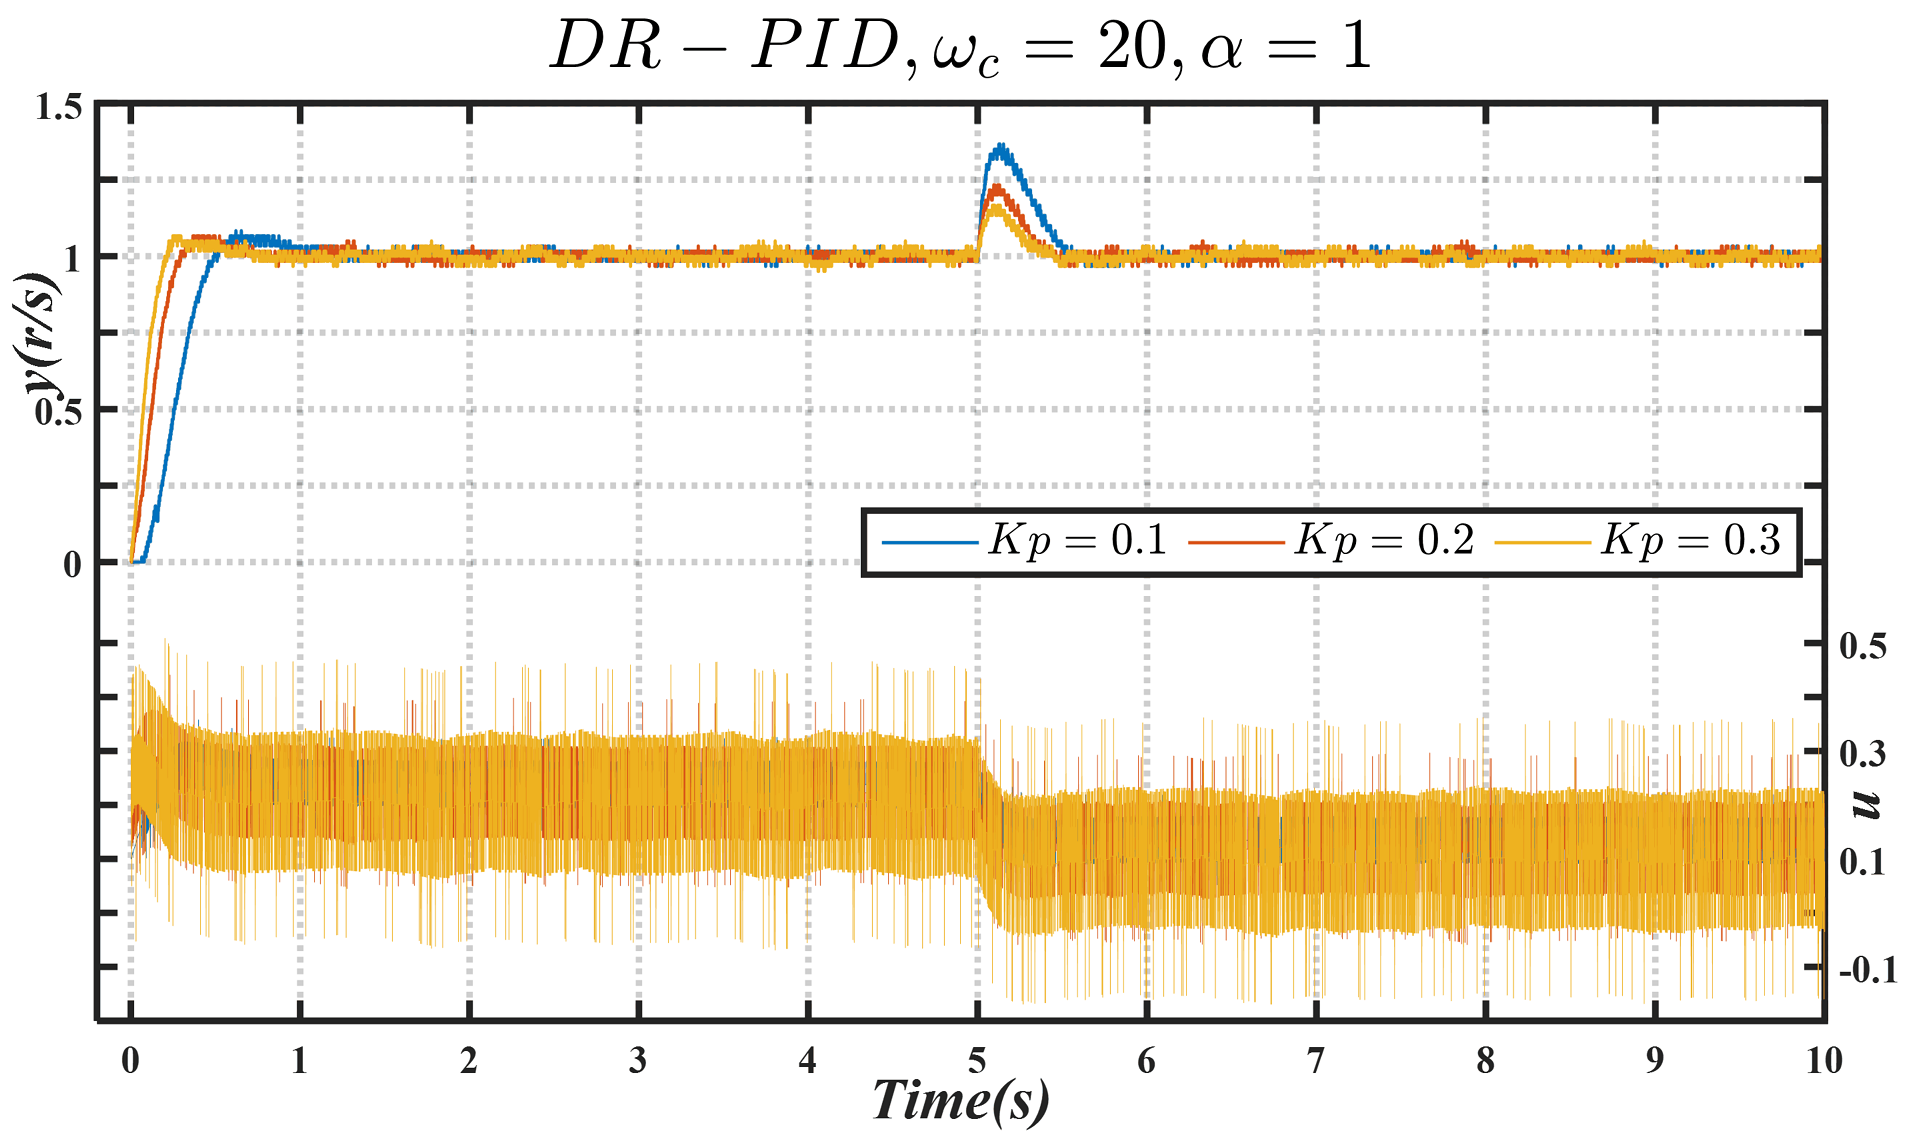 DR − PID, ω_c = 20, α = 1
1.5
1
0.5
0
y(r/s)
Kp = 0.1 Kp = 0.2 Kp = 0.3
0.5
0.3
0.1
-0.1
u
0 1 2 3 4 5 6 7 8 9 10
Time(s)